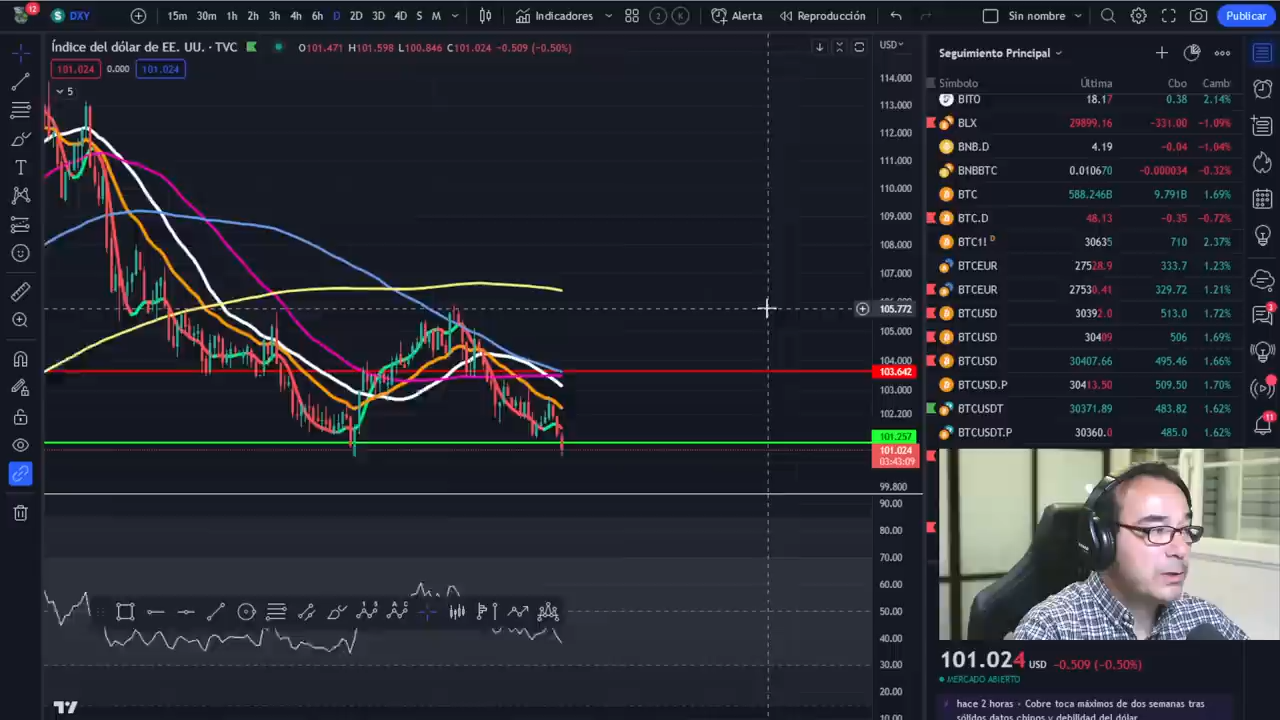 12 DXY 15m 30m 1h 2h 3h 4h 6h D 2D 3D 4D S M Indicadores 2 K Alerta Reproducción Sin nombre Publicar
Índice del dólar de EE. UU. · TVC O101.471 H101.598 L100.846 C101.024 -0.509 (-0.50%)
101.024 0.000 101.024
5
USD
114.000
113.000
112.000
111.000
110.000
109.000
108.000
107.000
105.772
105.000
104.000
103.642
103.000
102.200
101.257
101.024
03:43:09
99.800
90.00
80.00
70.00
60.00
50.00
40.00
30.00
20.00
10.00
Seguimiento Principal
Símbolo Última Cbo Camb
BITO 18.17 0.38 2.14%
BLX 29899.16 -331.00 -1.09%
BNB.D 4.19 -0.04 -1.04%
BNBBTC 0.010670 -0.000034 -0.32%
BTC 588.246B 9.791B 1.69%
BTC.D 48.13 -0.35 -0.72%
BTC1! D 30635 710 2.37%
BTCEUR 27528.9 333.7 1.23%
BTCEUR 27530.41 329.72 1.21%
BTCUSD 30392.0 513.0 1.72%
BTCUSD 30409 506 1.69%
BTCUSD 30407.66 495.46 1.66%
BTCUSD.P 30413.50 509.50 1.70%
BTCUSDT 30371.89 483.82 1.62%
BTCUSDT.P 30360.0 485.0 1.62%
3
11
101.024 USD -0.509 (-0.50%)
MERCADO ABIERTO
hace 2 horas · Cobre toca máximos de dos semanas tras
sólidos datos chinos y debilidad del dólar